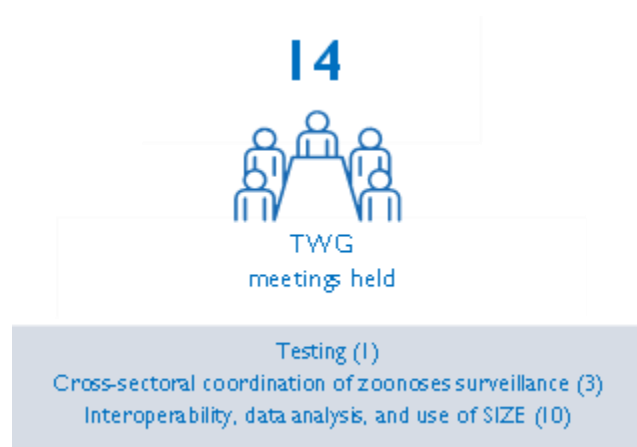 14
TWG
meetings held
Testing (1)
Cross-sectoral coordination of zoonoses surveillance (3)
Interoperability, data analysis, and use of SIZE (10)